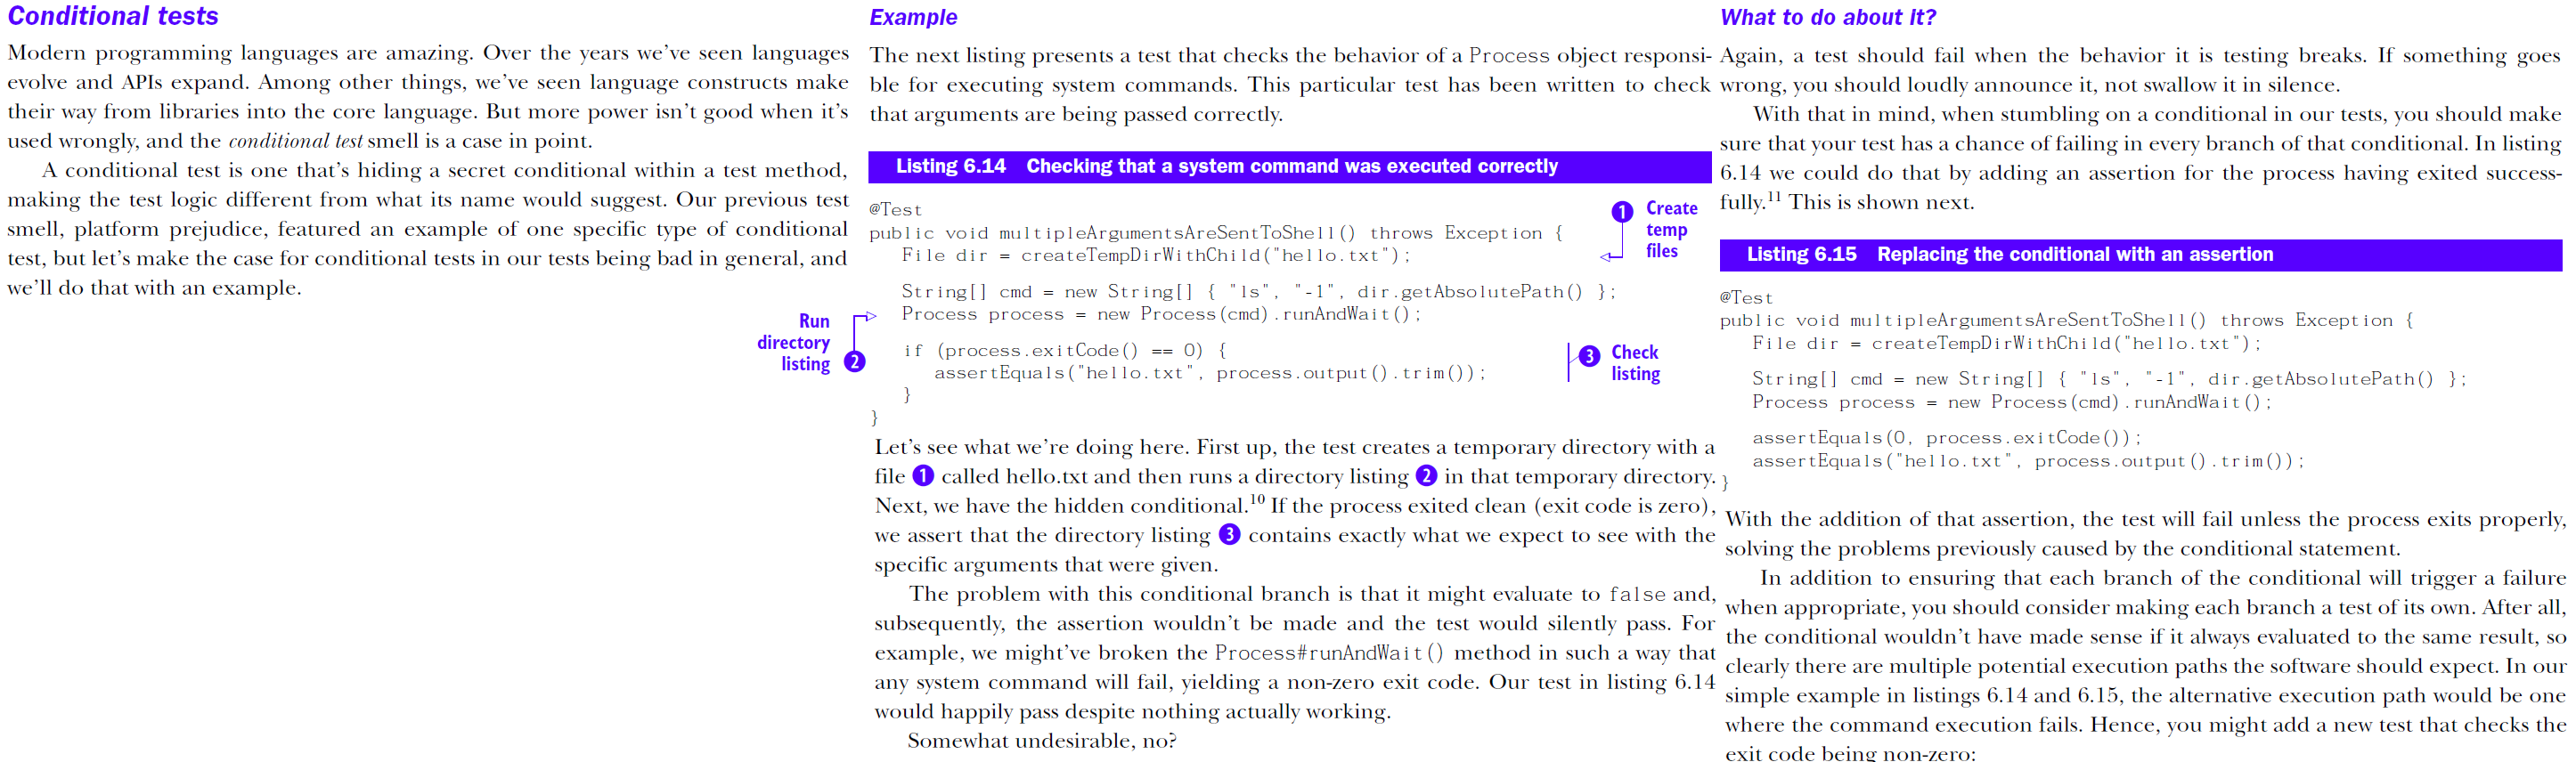 Conditional tests
Modern programming languages are amazing. Over the years we've seen languages
evolve and APIs expand. Among other things, we've seen language constructs make
their way from libraries into the core language. But more power isn't good when it's
used wrongly, and the conditional test smell is a case in point.
A conditional test is one that's hiding a secret conditional within a test method,
making the test logic different from what its name would suggest. Our previous test
smell, platform prejudice, featured an example of one specific type of conditional
test, but let's make the case for conditional tests in our tests being bad in general, and
we'll do that with an example.
Example
The next listing presents a test that checks the behavior of a Process object responsi-
ble for executing system commands. This particular test has been written to check
that arguments are being passed correctly.
Listing 6.14 Checking that a system command was executed correctly
@Test
public void multipleArgumentsAreSentToShell() throws Exception {
File dir = createTempDirWithChild("hello.txt");
1 Create
temp
files
String[] cmd = new String[] { "ls", "-1", dir.getAbsolutePath() };
Process process = new Process(cmd).runAndWait();
Run
directory
listing 2
if (process.exitCode() == 0) {
assertEquals("hello.txt", process.output().trim());
}
}
3 Check
listing
Let's see what we're doing here. First up, the test creates a temporary directory with a
file 1 called hello.txt and then runs a directory listing 2 in that temporary directory.
Next, we have the hidden conditional.10 If the process exited clean (exit code is zero),
we assert that the directory listing 3 contains exactly what we expect to see with the
specific arguments that were given.
The problem with this conditional branch is that it might evaluate to false and,
subsequently, the assertion wouldn't be made and the test would silently pass. For
example, we might've broken the Process#runAndWait() method in such a way that
any system command will fail, yielding a non-zero exit code. Our test in listing 6.14
would happily pass despite nothing actually working.
Somewhat undesirable, no?
What to do about it?
Again, a test should fail when the behavior it is testing breaks. If something goes
wrong, you should loudly announce it, not swallow it in silence.
With that in mind, when stumbling on a conditional in our tests, you should make
sure that your test has a chance of failing in every branch of that conditional. In listing
6.14 we could do that by adding an assertion for the process having exited success-
fully.11 This is shown next.
Listing 6.15 Replacing the conditional with an assertion
@Test
public void multipleArgumentsAreSentToShell() throws Exception {
File dir = createTempDirWithChild("hello.txt");
String[] cmd = new String[] { "ls", "-1", dir.getAbsolutePath() };
Process process = new Process(cmd).runAndWait();
assertEquals(0, process.exitCode());
assertEquals("hello.txt", process.output().trim());
}
With the addition of that assertion, the test will fail unless the process exits properly,
solving the problems previously caused by the conditional statement.
In addition to ensuring that each branch of the conditional will trigger a failure
when appropriate, you should consider making each branch a test of its own. After all,
the conditional wouldn't have made sense if it always evaluated to the same result, so
clearly there are multiple potential execution paths the software should expect. In our
simple example in listings 6.14 and 6.15, the alternative execution path would be one
where the command execution fails. Hence, you might add a new test that checks the
exit code being non-zero: